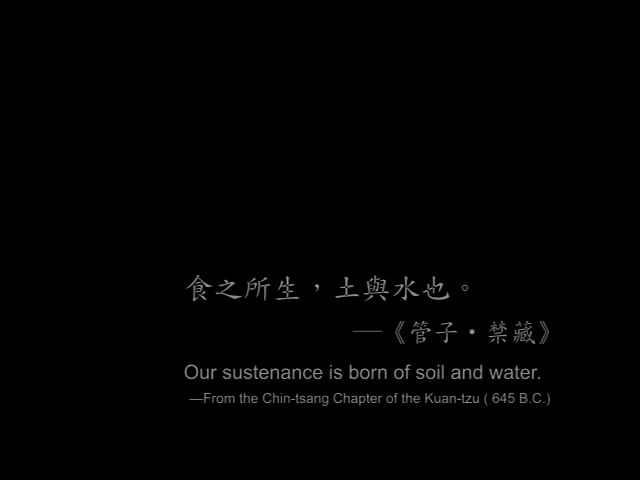 食之所生，土與水也。
—《管子・禁藏》
Our sustenance is born of soil and water.
—From the Chin-tsang Chapter of the Kuan-tzu ( 645 B.C.)